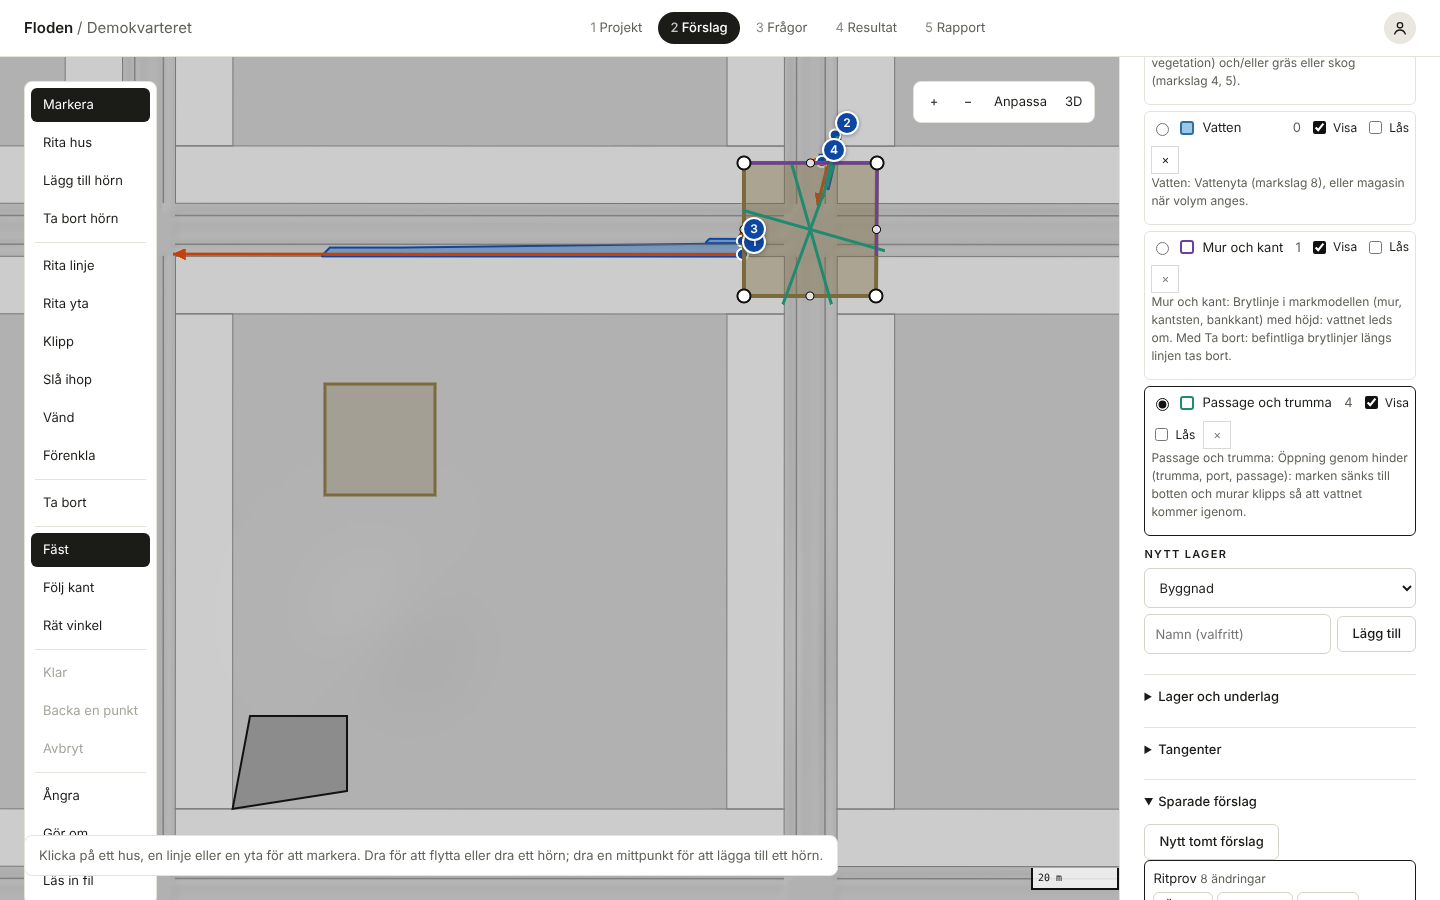 Floden / Demokvarteret
1 Projekt
2 Förslag
3 Frågor
4 Resultat
5 Rapport
Markera
Rita hus
Lägg till hörn
Ta bort hörn
Rita linje
Rita yta
Klipp
Slå ihop
Vänd
Förenkla
Ta bort
Fäst
Följ kant
Rät vinkel
Klar
Backa en punkt
Avbryt
Ångra
Gör om
Läs in fil
+ − Anpassa 3D
2
4
3
1
Klicka på ett hus, en linje eller en yta för att markera. Dra för att flytta eller dra ett hörn; dra en mittpunkt för att lägga till ett hörn.
20 m
vegetation) och/eller gräs eller skog
(markslag 4, 5).
Vatten 0 Visa Lås
×
Vatten: Vattenyta (markslag 8), eller magasin
när volym anges.
Mur och kant 1 Visa Lås
×
Mur och kant: Brytlinje i markmodellen (mur,
kantsten, bankkant) med höjd: vattnet leds
om. Med Ta bort: befintliga brytlinjer längs
linjen tas bort.
Passage och trumma 4 Visa
Lås ×
Passage och trumma: Öppning genom hinder
(trumma, port, passage): marken sänks till
botten och murar klipps så att vattnet
kommer igenom.
NYTT LAGER
Byggnad
Namn (valfritt)
Lägg till
Lager och underlag
Tangenter
Sparade förslag
Nytt tomt förslag
Ritprov 8 ändringar